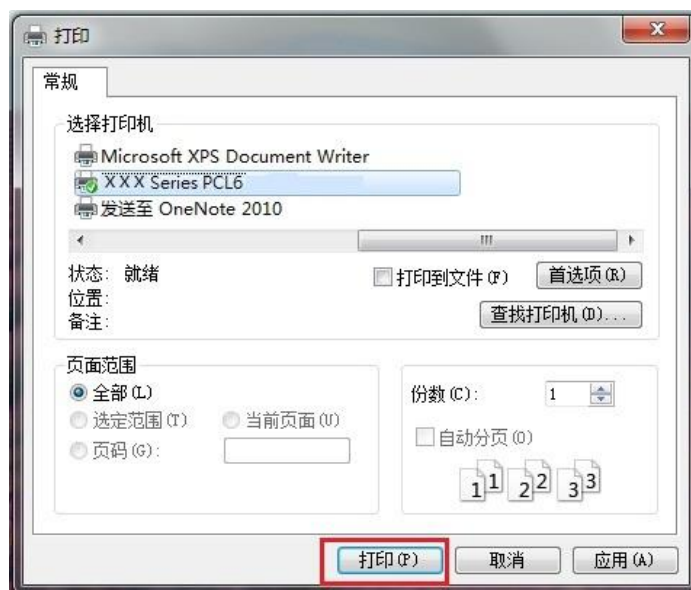 打印
常规
选择打印机
Microsoft XPS Document Writer
XXX Series PCL6
发送至 OneNote 2010
状态: 就绪
打印到文件(F)
首选项(R)
位置:
查找打印机(D)...
备注:
页面范围
全部(L)
份数(C): 1
选定范围(T) 当前页面(U)
自动分页(O)
页码(G):
1 1 2 2 3 3
打印(P) 取消 应用(A)